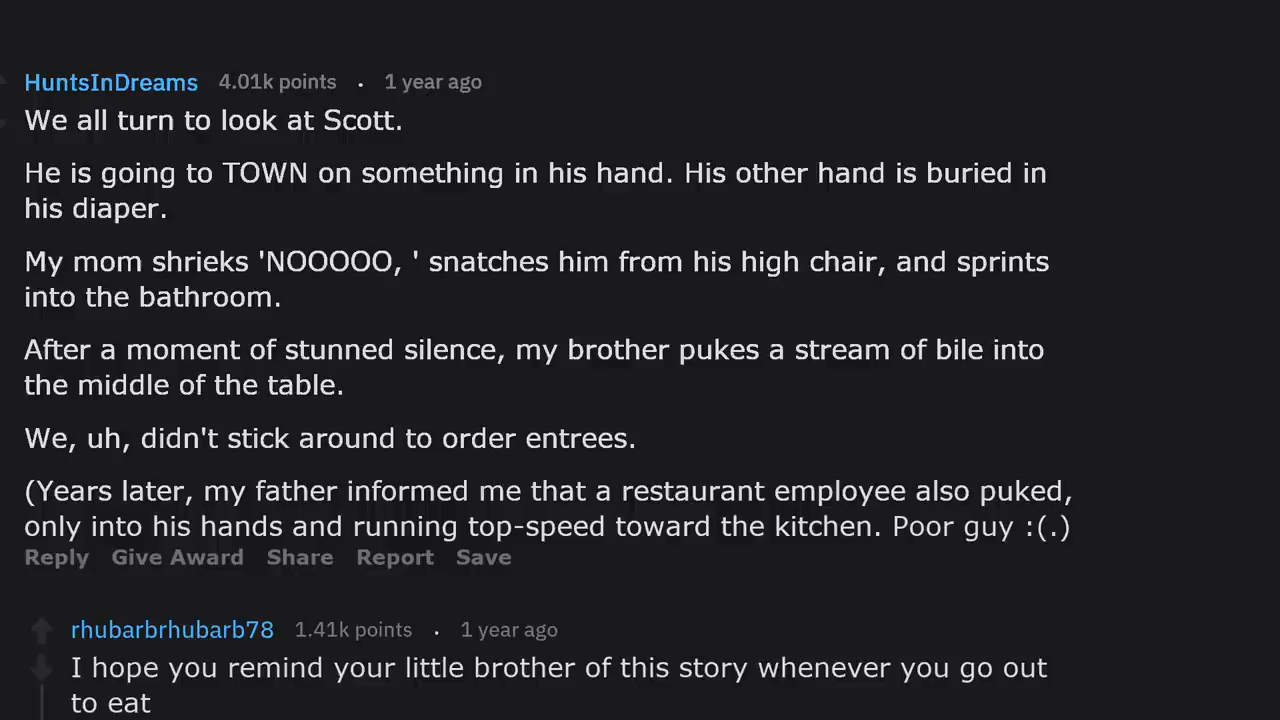 HuntsInDreams 4.01k points . 1 year ago
We all turn to look at Scott.
He is going to TOWN on something in his hand. His other hand is buried in
his diaper.
My mom shrieks 'NOOOOO, ' snatches him from his high chair, and sprints
into the bathroom.
After a moment of stunned silence, my brother pukes a stream of bile into
the middle of the table.
We, uh, didn't stick around to order entrees.
(Years later, my father informed me that a restaurant employee also puked,
only into his hands and running top-speed toward the kitchen. Poor guy :(.)
Reply Give Award Share Report Save
rhubarbrhubarb78 1.41k points . 1 year ago
I hope you remind your little brother of this story whenever you go out
to eat